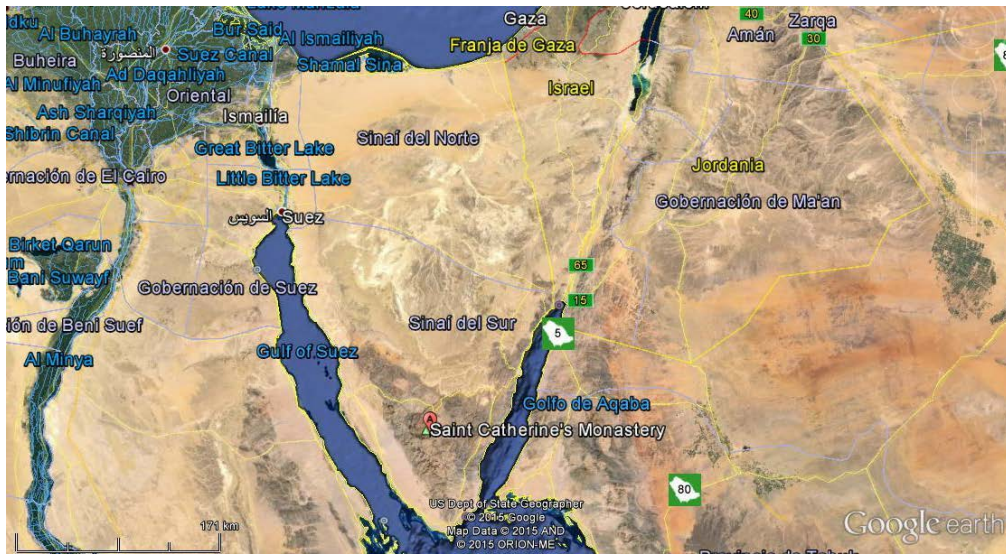 Gaza
Zarqa
40
Al Buhayrah
Bur Said
Al Ismailiyah
Franja de Gaza
Amán
30
المنصورة
Suez Canal
Shamal Sina
Buheira
Ad Daqahliyah
Israel
Al Minufiyah
Oriental
Ash Sharqiyah
Ismailía
Shibrin Canal
Sinaí del Norte
Great Bitter Lake
Jordania
rnación de El Cairo
Little Bitter Lake
Gobernación de Ma'an
السويس
Suez
Birket Qarun
Bani Suwayf
65
Gobernación de Suez
15
ión de Beni Suef
Sinaí del Sur
5
Al Minya
Gulf of Suez
Golfo de Aqaba
A
Saint Catherine's Monastery
80
US Dept of State Geographer
© 2015 Google
Map Data © 2015 AND
© 2015 ORION-ME
171 km
Google earth